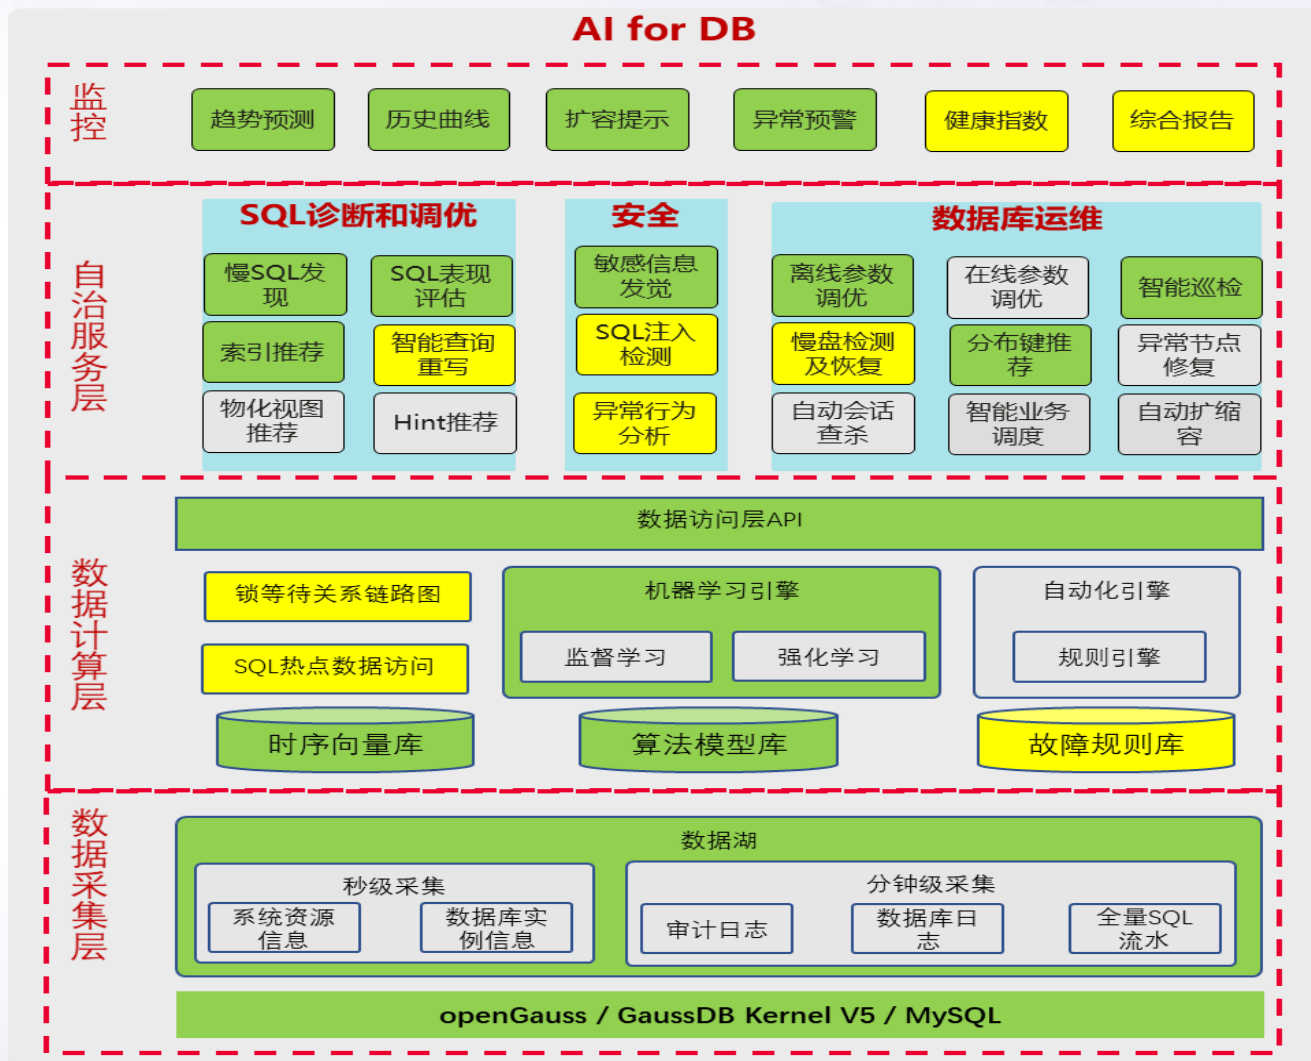 AI for DB
监
控
趋势预测
历史曲线
扩容提示
异常预警
健康指数
综合报告
自
治
服
务
层
SQL诊断和调优
慢SQL发
现
SQL表现
评估
索引推荐
智能查询
重写
物化视图
推荐
Hint推荐
安全
敏感信息
发觉
SQL注入
检测
异常行为
分析
数据库运维
离线参数
调优
在线参数
调优
智能巡检
慢盘检测
及恢复
分布键推
荐
异常节点
修复
自动会话
查杀
智能业务
调度
自动扩缩
容
数
据
计
算
层
数据访问层API
锁等待关系链路图
SQL热点数据访问
机器学习引擎
监督学习
强化学习
自动化引擎
规则引擎
时序向量库
算法模型库
故障规则库
数
据
采
集
层
数据湖
秒级采集
系统资源
信息
数据库实
例信息
分钟级采集
审计日志
数据库日
志
全量SQL
流水
openGauss / GaussDB Kernel V5 / MySQL